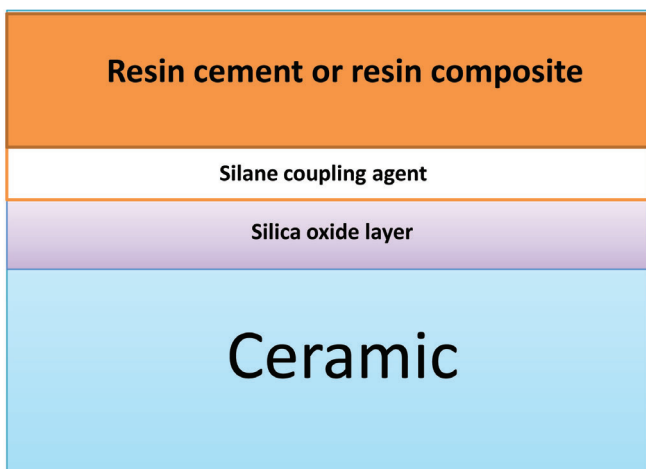 Resin cement or resin composite
Silane coupling agent
Silica oxide layer
Ceramic